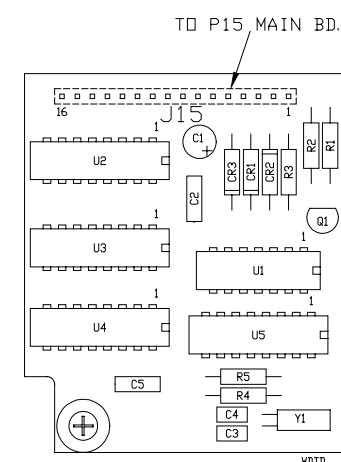 TO P15 MAIN BD.
16 1
J15
1
U2
C1
+
CR3
CR1
CR2
R3
R2
R1
C2
Q1
1
U3
1
U1
1
U4
1
U5
C5
R5
R4
C4
C3
Y1